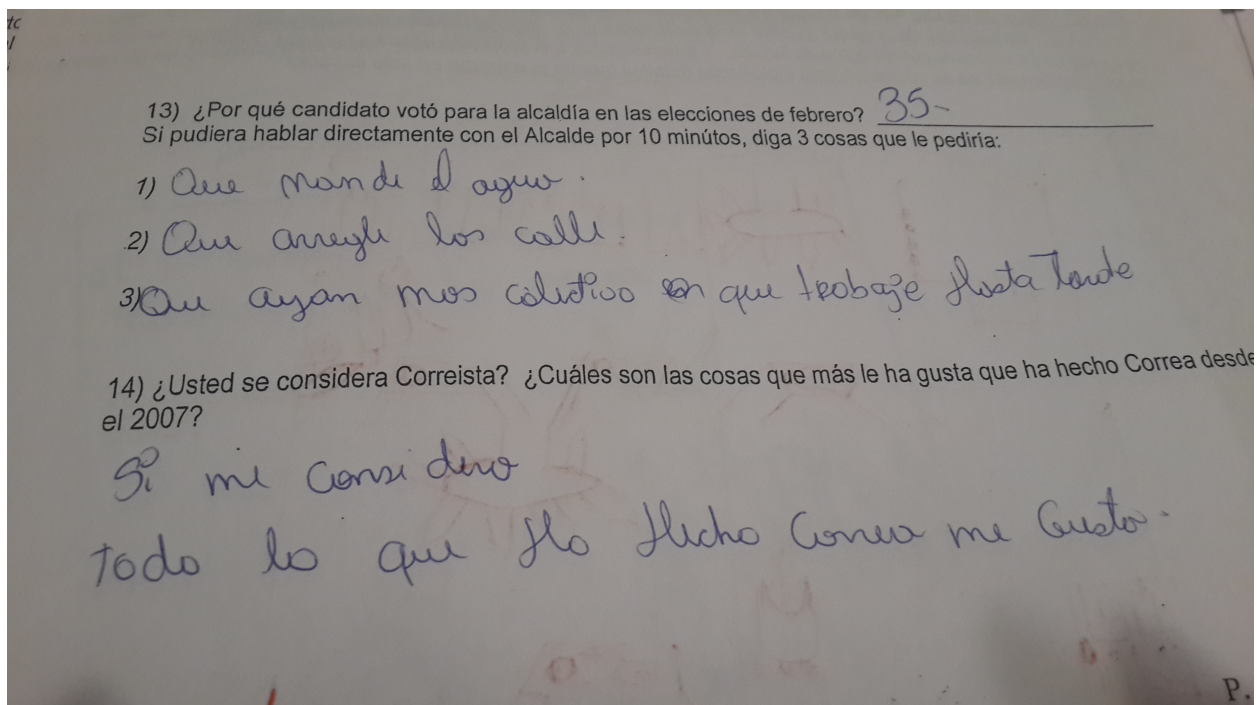 13) ¿Por qué candidato votó para la alcaldía en las elecciones de febrero? 35-
Si pudiera hablar directamente con el Alcalde por 10 minútos, diga 3 cosas que le pediría:
1) Que mande el agua.
2) Que arregle las calle.
3) Que ayan mas colectivo en que trobaje Hasta Tarde
14) ¿Usted se considera Correista? ¿Cuáles son las cosas que más le ha gusta que ha hecho Correa desde
el 2007?
Si me considero
Todo lo que Ha Hecho Correa me Gusta.
P.